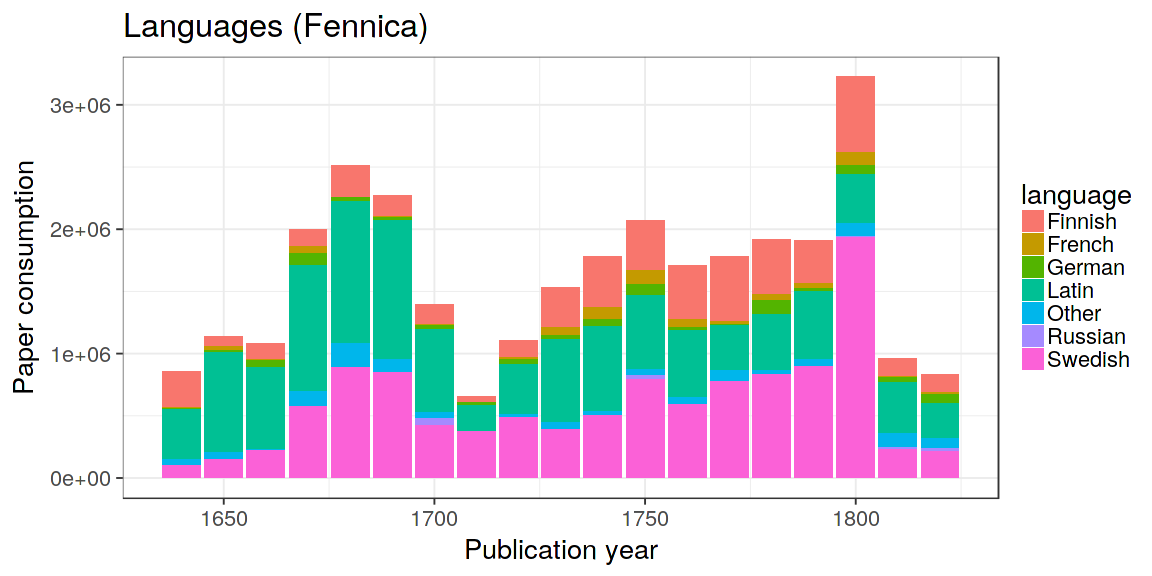 Languages (Fennica)
Paper consumption
3e+06
2e+06
1e+06
0e+00
1650
1700
1750
1800
Publication year
language
Finnish
French
German
Latin
Other
Russian
Swedish